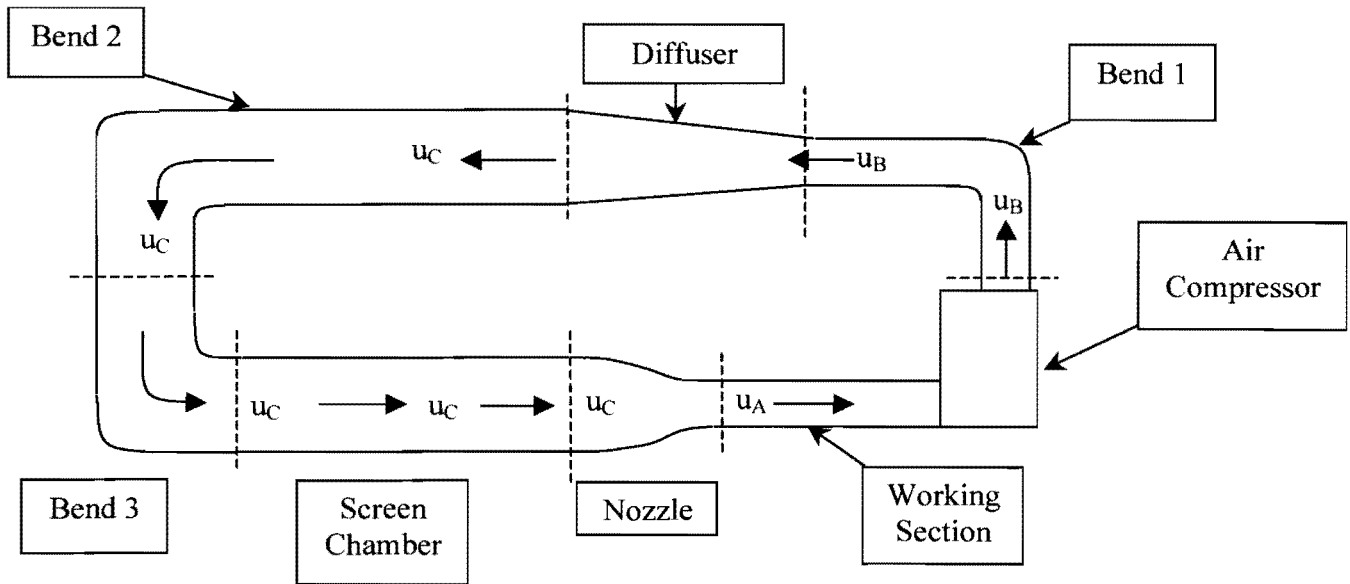 Bend 2
Diffuser
Bend 1
u_C
u_B
u_B
u_C
Air
Compressor
u_C
u_C
u_C
u_A
Bend 3
Screen
Chamber
Nozzle
Working
Section